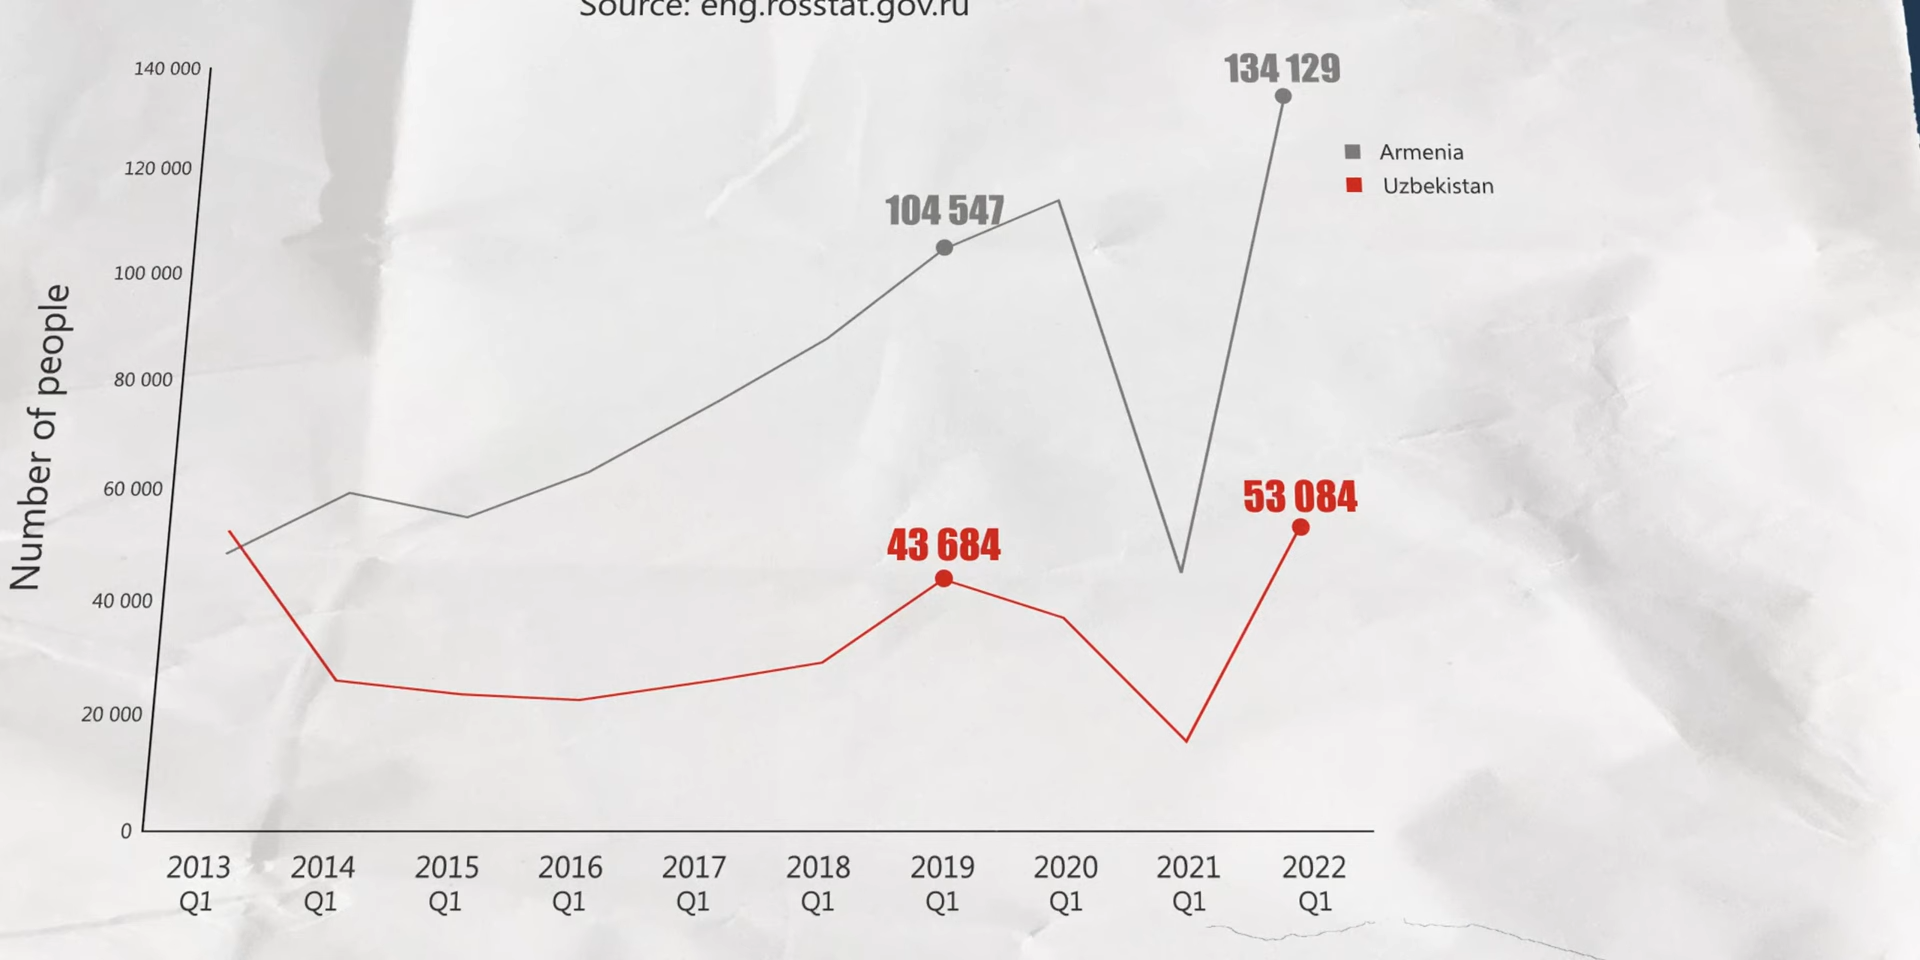 Source: eng.rosstat.gov.ru
140 000
120 000
100 000
80 000
60 000
40 000
20 000
0
Number of people
134 129
104 547
Armenia
Uzbekistan
53 084
43 684
2013 2014 2015 2016 2017 2018 2019 2020 2021 2022
Q1 Q1 Q1 Q1 Q1 Q1 Q1 Q1 Q1 Q1